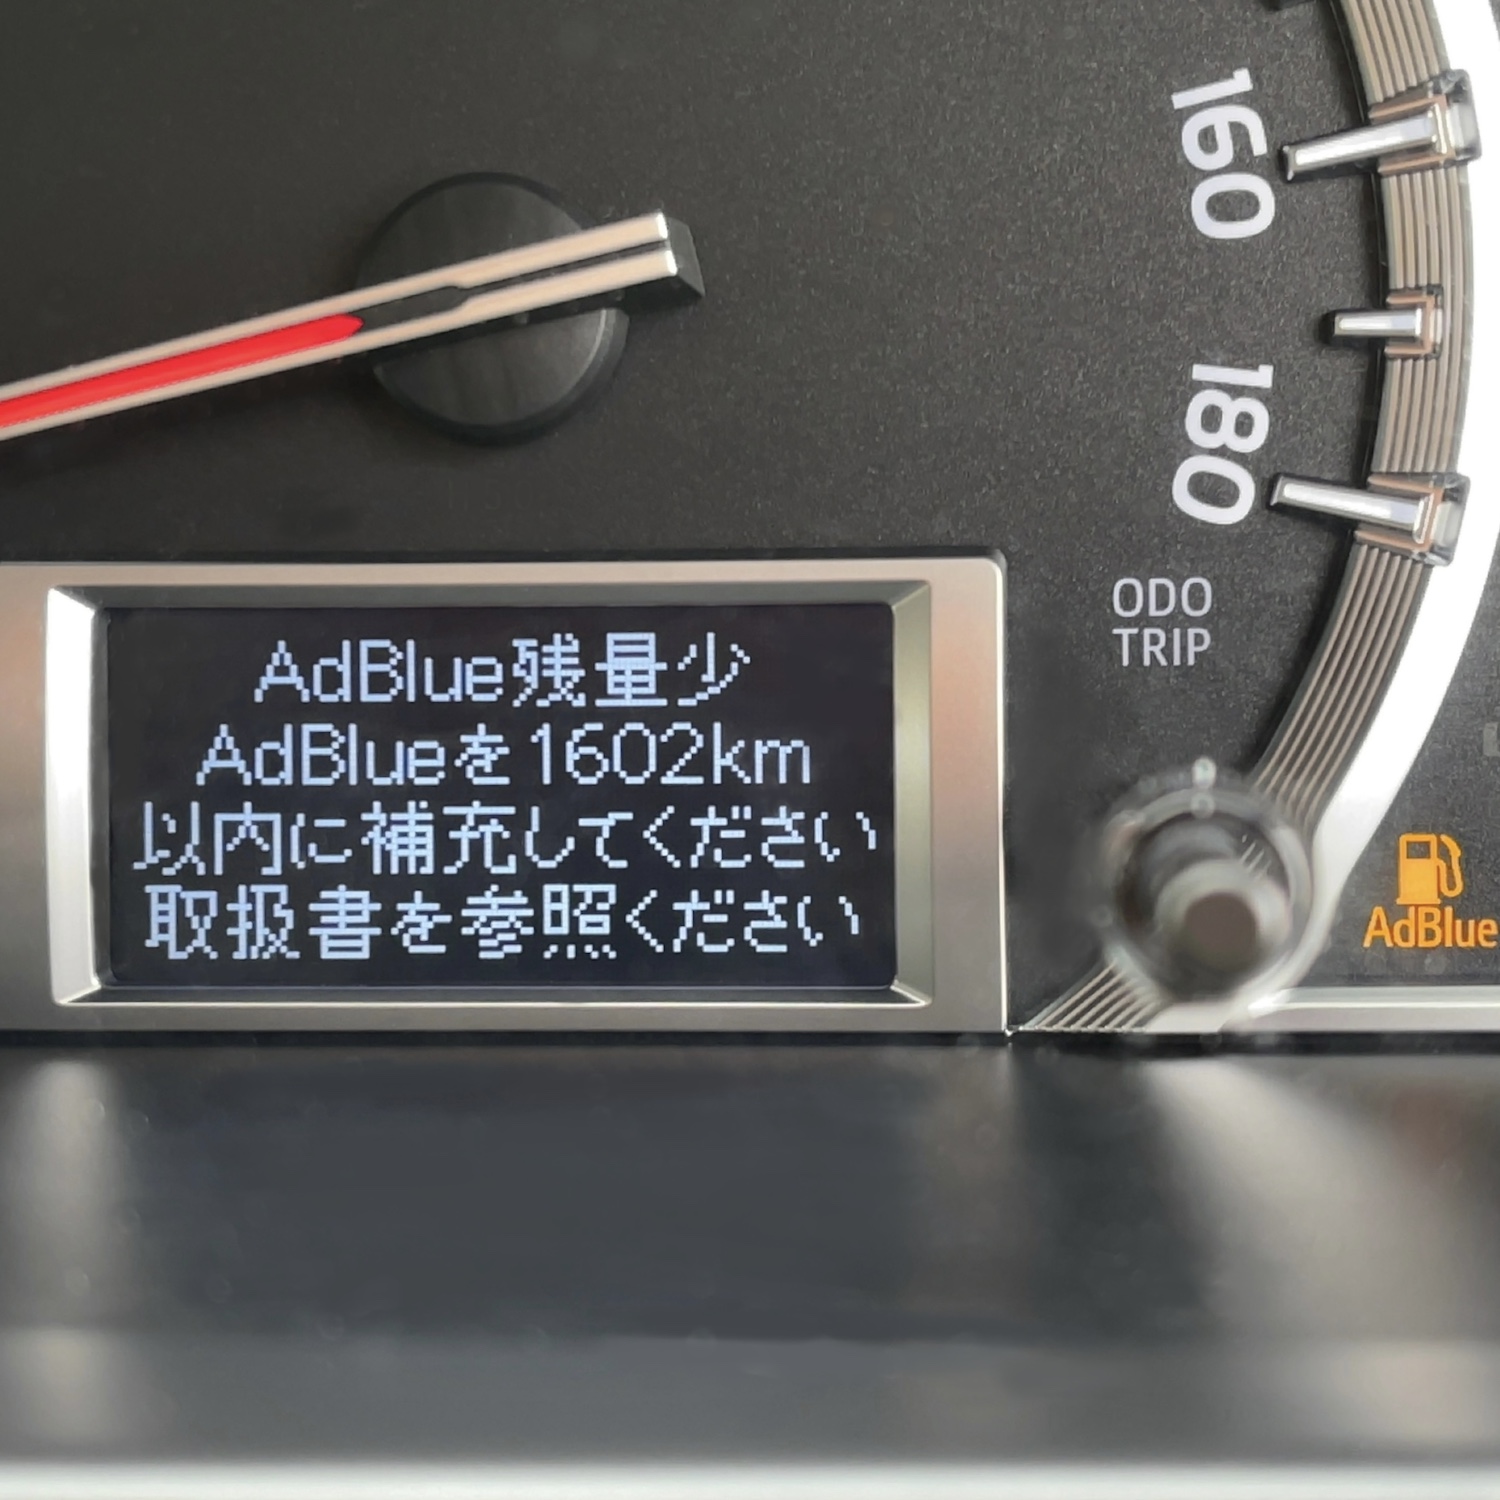 160
180
ODO
TRIP
AdBlue残量少
AdBlueを1602km
以内に補充してください
取扱書を参照ください
AdBlue